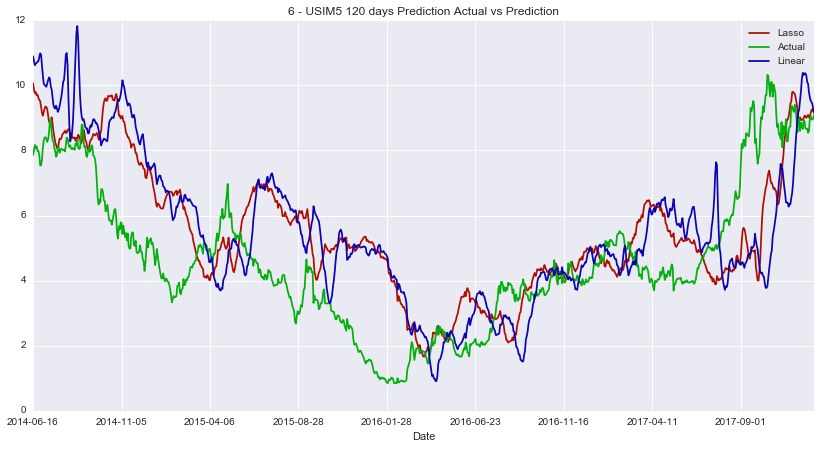 6 - USIM5 120 days Prediction Actual vs Prediction
12
10
8
6
4
2
0
Lasso
Actual
Linear
2014-06-16 2014-11-05 2015-04-06 2015-08-28 2016-01-28 2016-06-23 2016-11-16 2017-04-11 2017-09-01
Date